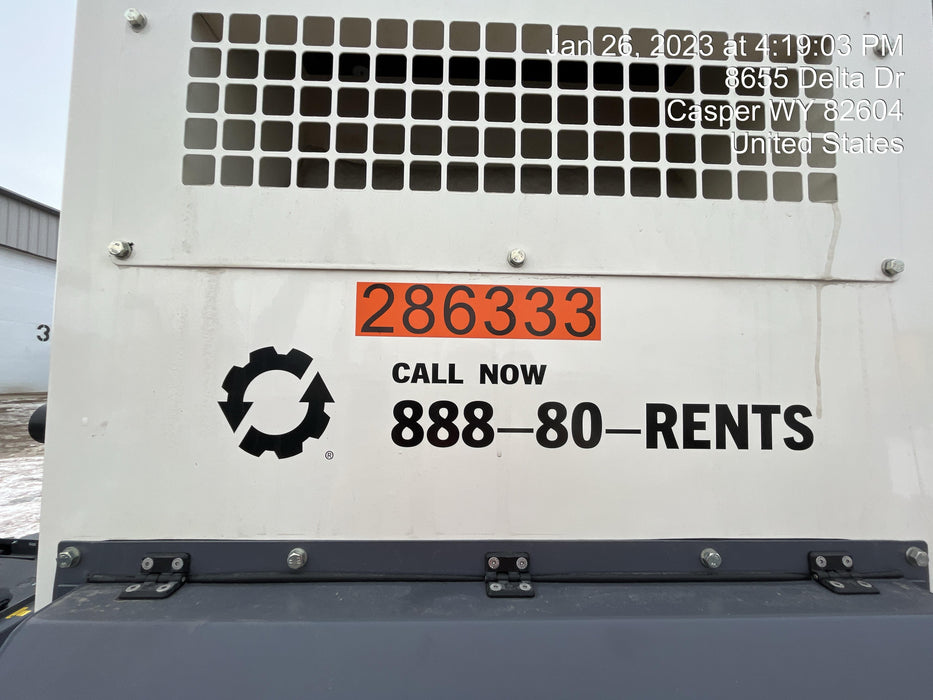 Jan 26, 2023 at 4:19:03 PM
8655 Delta Dr
Casper WY 82604
United States
286333
3
CALL NOW
888-80-RENTS
®